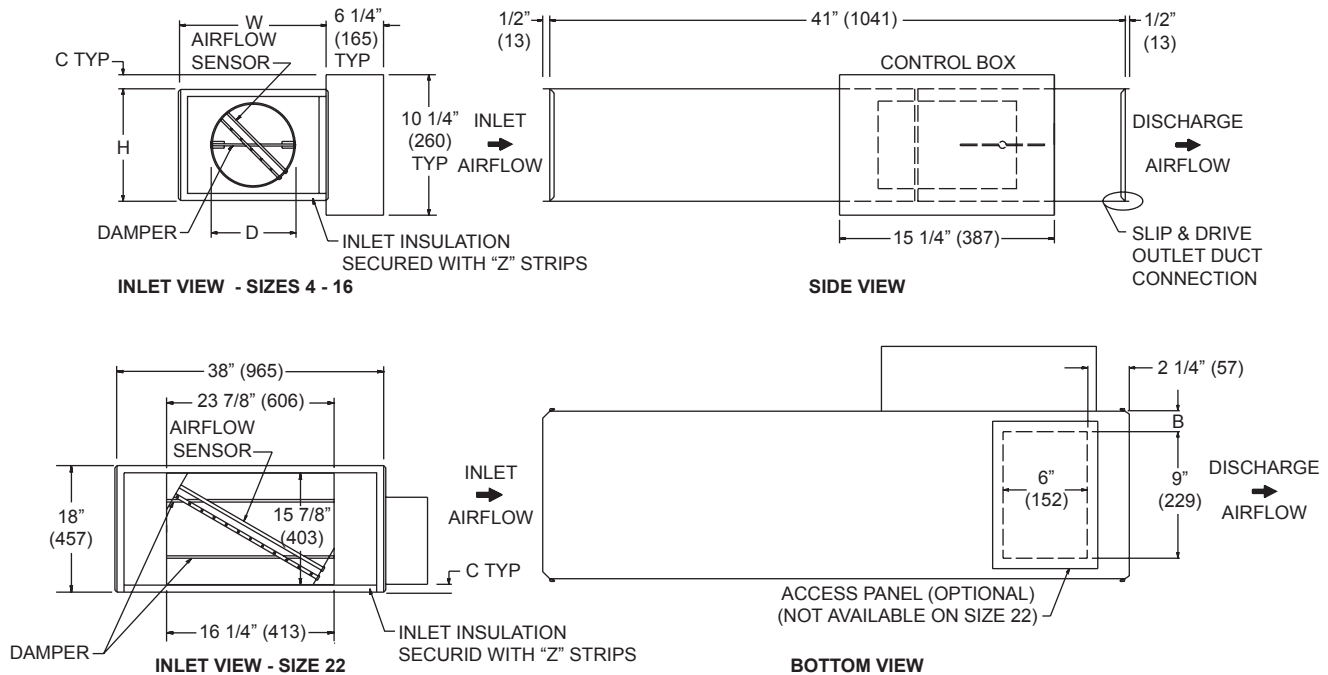 W
6 1/4”
(165)
TYP
AIRFLOW
SENSOR
C TYP
H
10 1/4”
(260)
TYP
DAMPER
D
INLET INSULATION
SECURED WITH “Z” STRIPS
INLET VIEW - SIZES 4 - 16
1/2”
(13)
41” (1041)
1/2”
(13)
CONTROL BOX
INLET
AIRFLOW
DISCHARGE
AIRFLOW
15 1/4” (387)
SLIP & DRIVE
OUTLET DUCT
CONNECTION
SIDE VIEW
38” (965)
23 7/8” (606)
AIRFLOW
SENSOR
18”
(457)
15 7/8”
(403)
C TYP
16 1/4” (413)
DAMPER
INLET INSULATION
SECURID WITH “Z” STRIPS
INLET VIEW - SIZE 22
2 1/4” (57)
B
INLET
AIRFLOW
6”
(152)
9”
(229)
DISCHARGE
AIRFLOW
ACCESS PANEL (OPTIONAL)
(NOT AVAILABLE ON SIZE 22)
BOTTOM VIEW